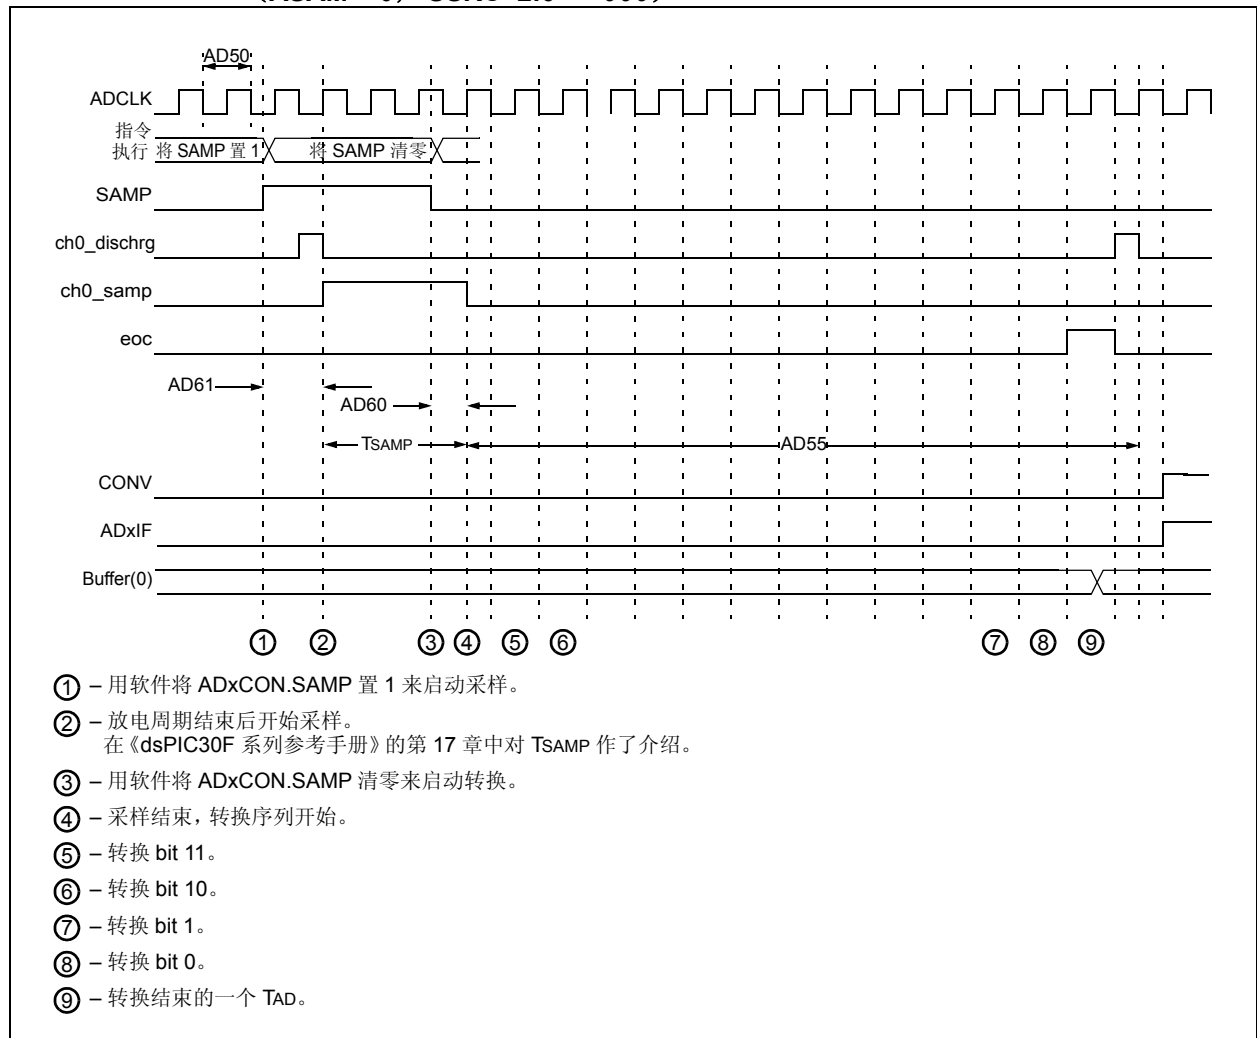 (ASAM = 0, SSRC<2:0> = 000)
AD50
ADCLK
指令
执行 将 SAMP 置 1 将 SAMP 清零
SAMP
ch0_dischrg
ch0_samp
eoc
AD61
AD60
TSAMP
AD55
CONV
ADxIF
Buffer(0)
① ② ③ ④ ⑤ ⑥ ⑦ ⑧ ⑨
① – 用软件将 ADxCON.SAMP 置 1 来启动采样。
② – 放电周期结束后开始采样。
在《dsPIC30F 系列参考手册》的第 17 章中对 TSAMP 作了介绍。
③ – 用软件将 ADxCON.SAMP 清零来启动转换。
④ – 采样结束，转换序列开始。
⑤ – 转换 bit 11。
⑥ – 转换 bit 10。
⑦ – 转换 bit 1。
⑧ – 转换 bit 0。
⑨ – 转换结束的一个 TAD。